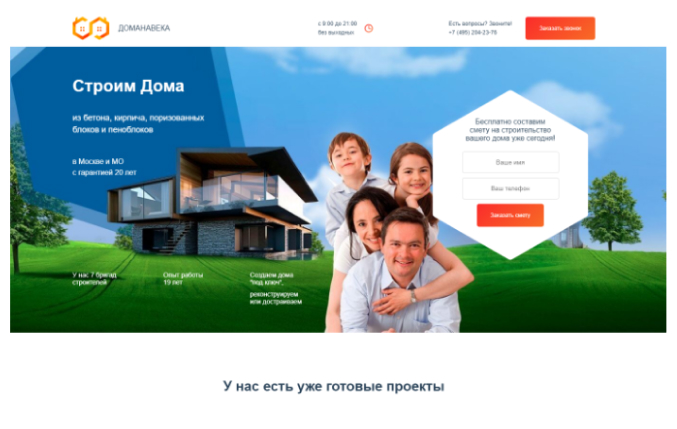 ДОМАНАВЕКА
с 9:00 до 21:00
без выходных
Есть вопросы? Звоните!
+7 (495) 204-23-76
Заказать звонок
Строим Дома
из бетона, кирпича, поризованных
блоков и пеноблоков
в Москве и МО
с гарантией 20 лет
Бесплатно составим
смету на строительство
вашего дома уже сегодня!
Ваше имя
Ваш телефон
Заказать смету
У нас 7 бригад
строителей
Опыт работы
19 лет
Создаем дома
"под ключ",
реконструируем
или достраиваем
У нас есть уже готовые проекты